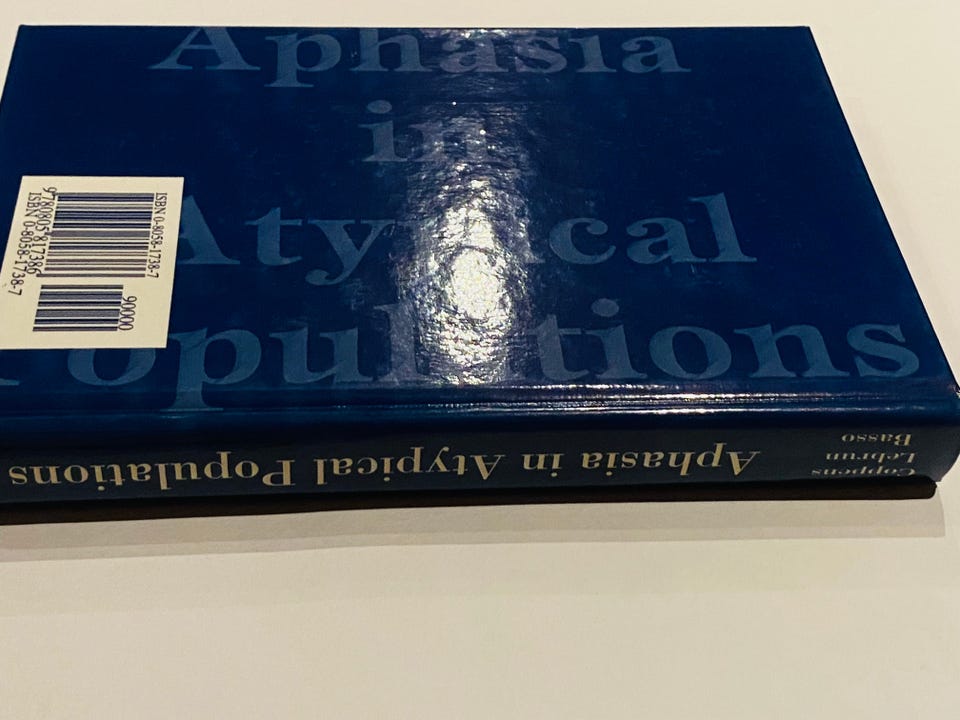 Aphasia
in
Atypical
Populations
ISBN 0-8058-1738-7
9780805817386
ISBN 0-8058-1738-7
90000
Coppens
Lebrun
Basso
Aphasia in Atypical Populations